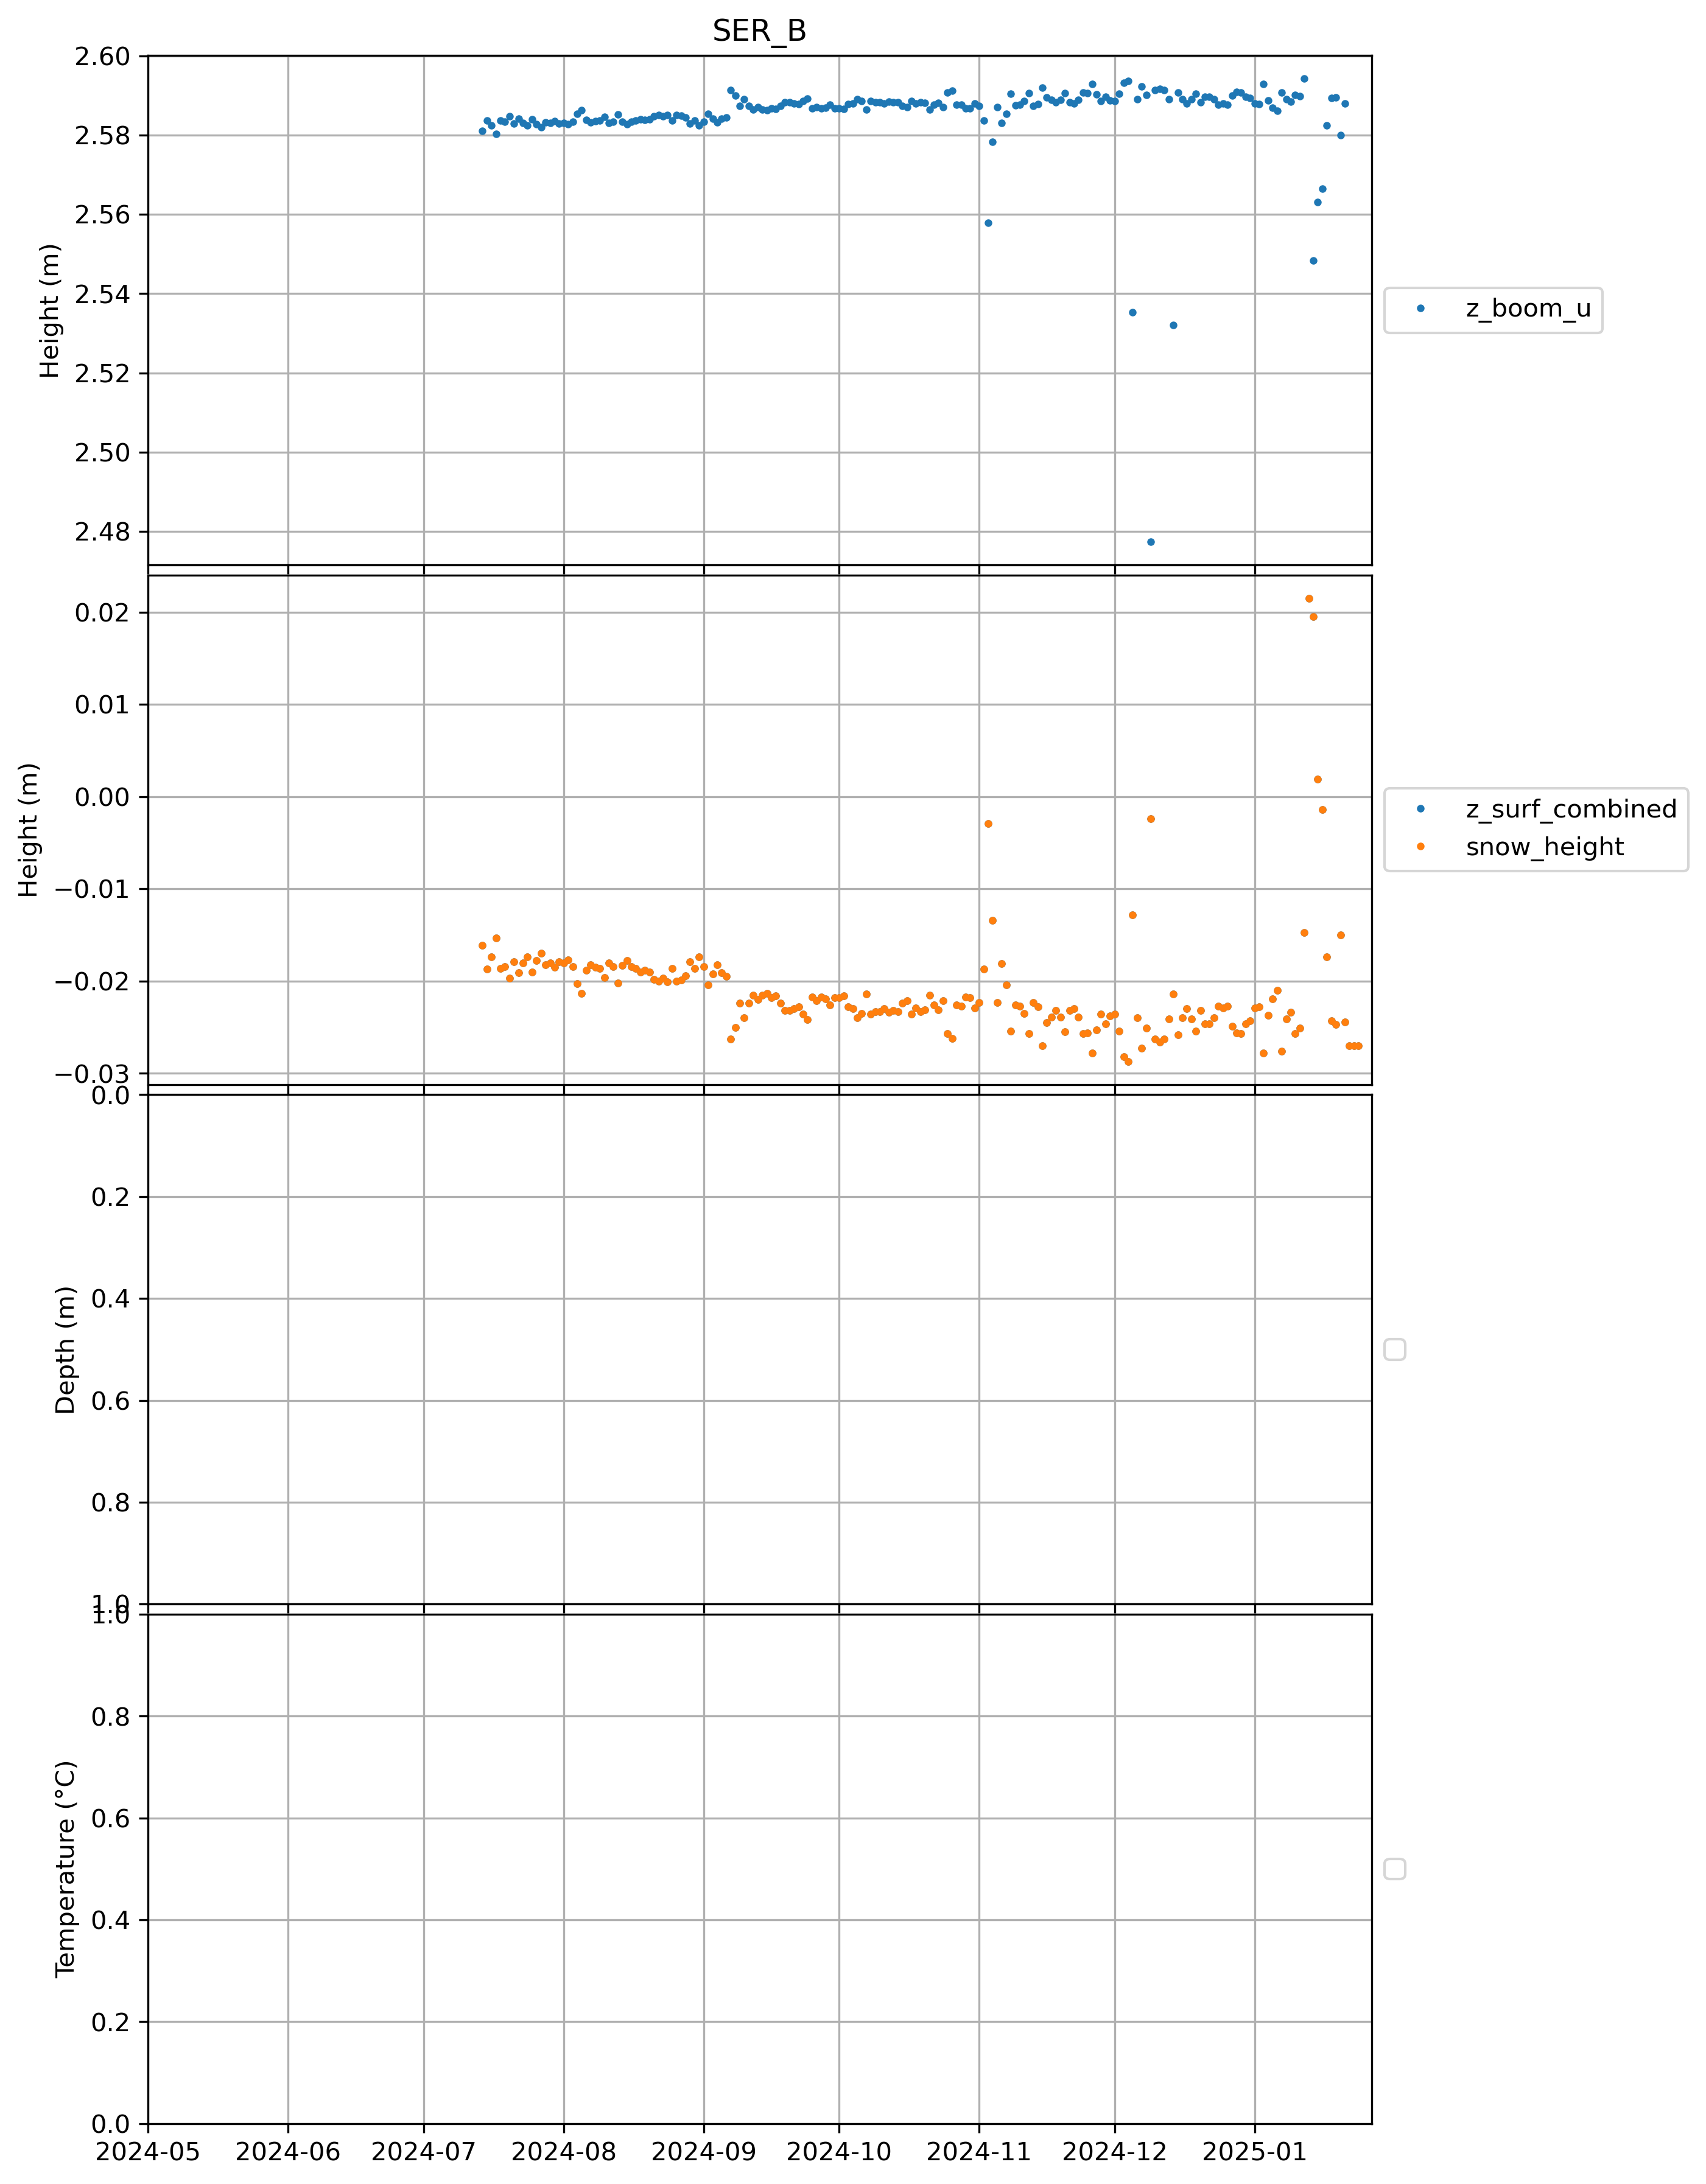 SER_B
2.60
2.58
2.56
2.54
2.52
2.50
2.48
Height (m)
z_boom_u
0.02
0.01
0.00
−0.01
−0.02
−0.03
Height (m)
z_surf_combined
snow_height
0.0
0.2
0.4
0.6
0.8
1.0
Depth (m)
1.0
0.8
0.6
0.4
0.2
0.0
Temperature (°C)
2024-05 2024-06 2024-07 2024-08 2024-09 2024-10 2024-11 2024-12 2025-01